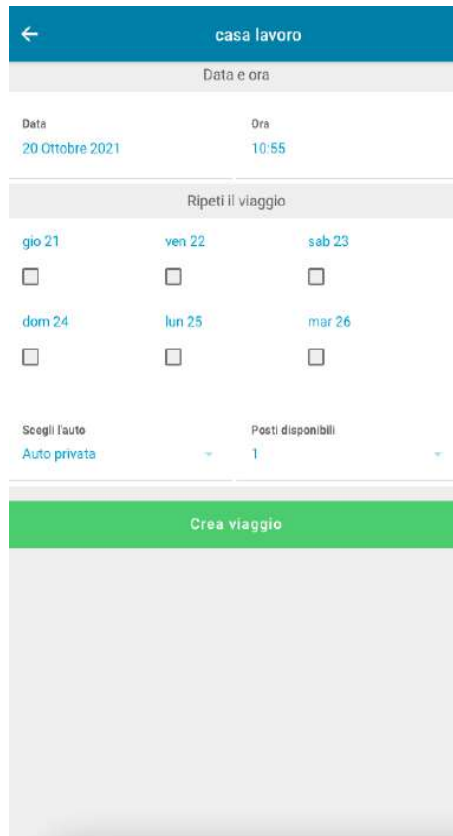 casa lavoro
Data e ora
Data Ora
20 Ottobre 2021 10:55
Ripeti il viaggio
gio 21 ven 22 sab 23
dom 24 lun 25 mar 26
Scegli l'auto Posti disponibili
Auto privata 1
Crea viaggio